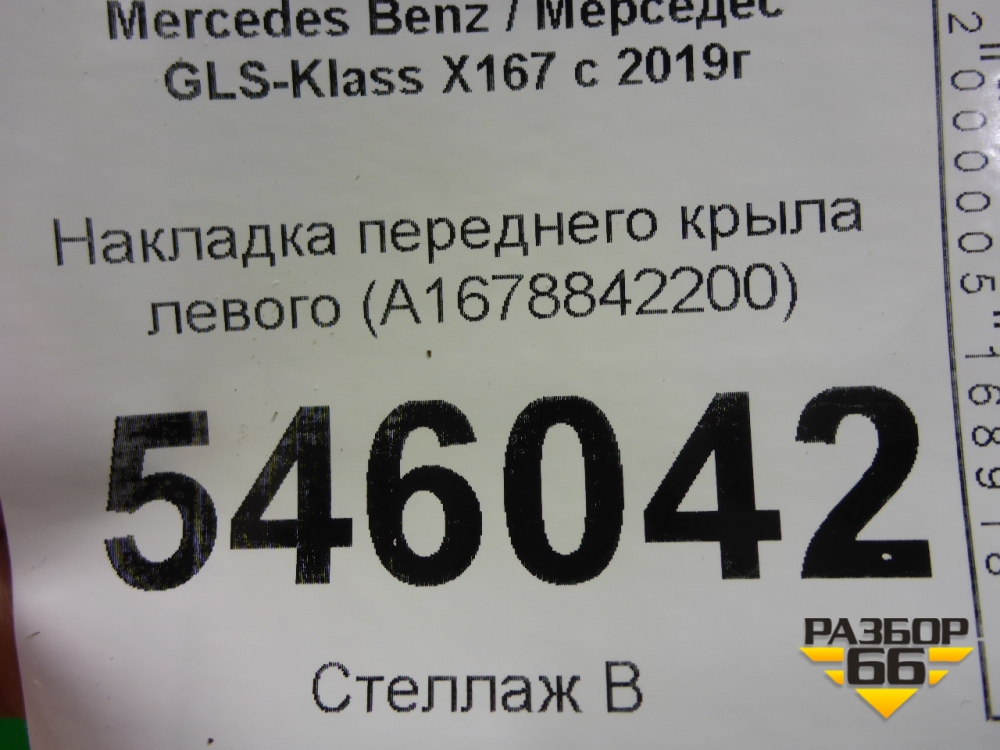 Mercedes Benz / Мерседес
GLS-Klass X167 с 2019г
Накладка переднего крыла
левого (A1678842200)
546042
Стеллаж В
РАЗБОР
66